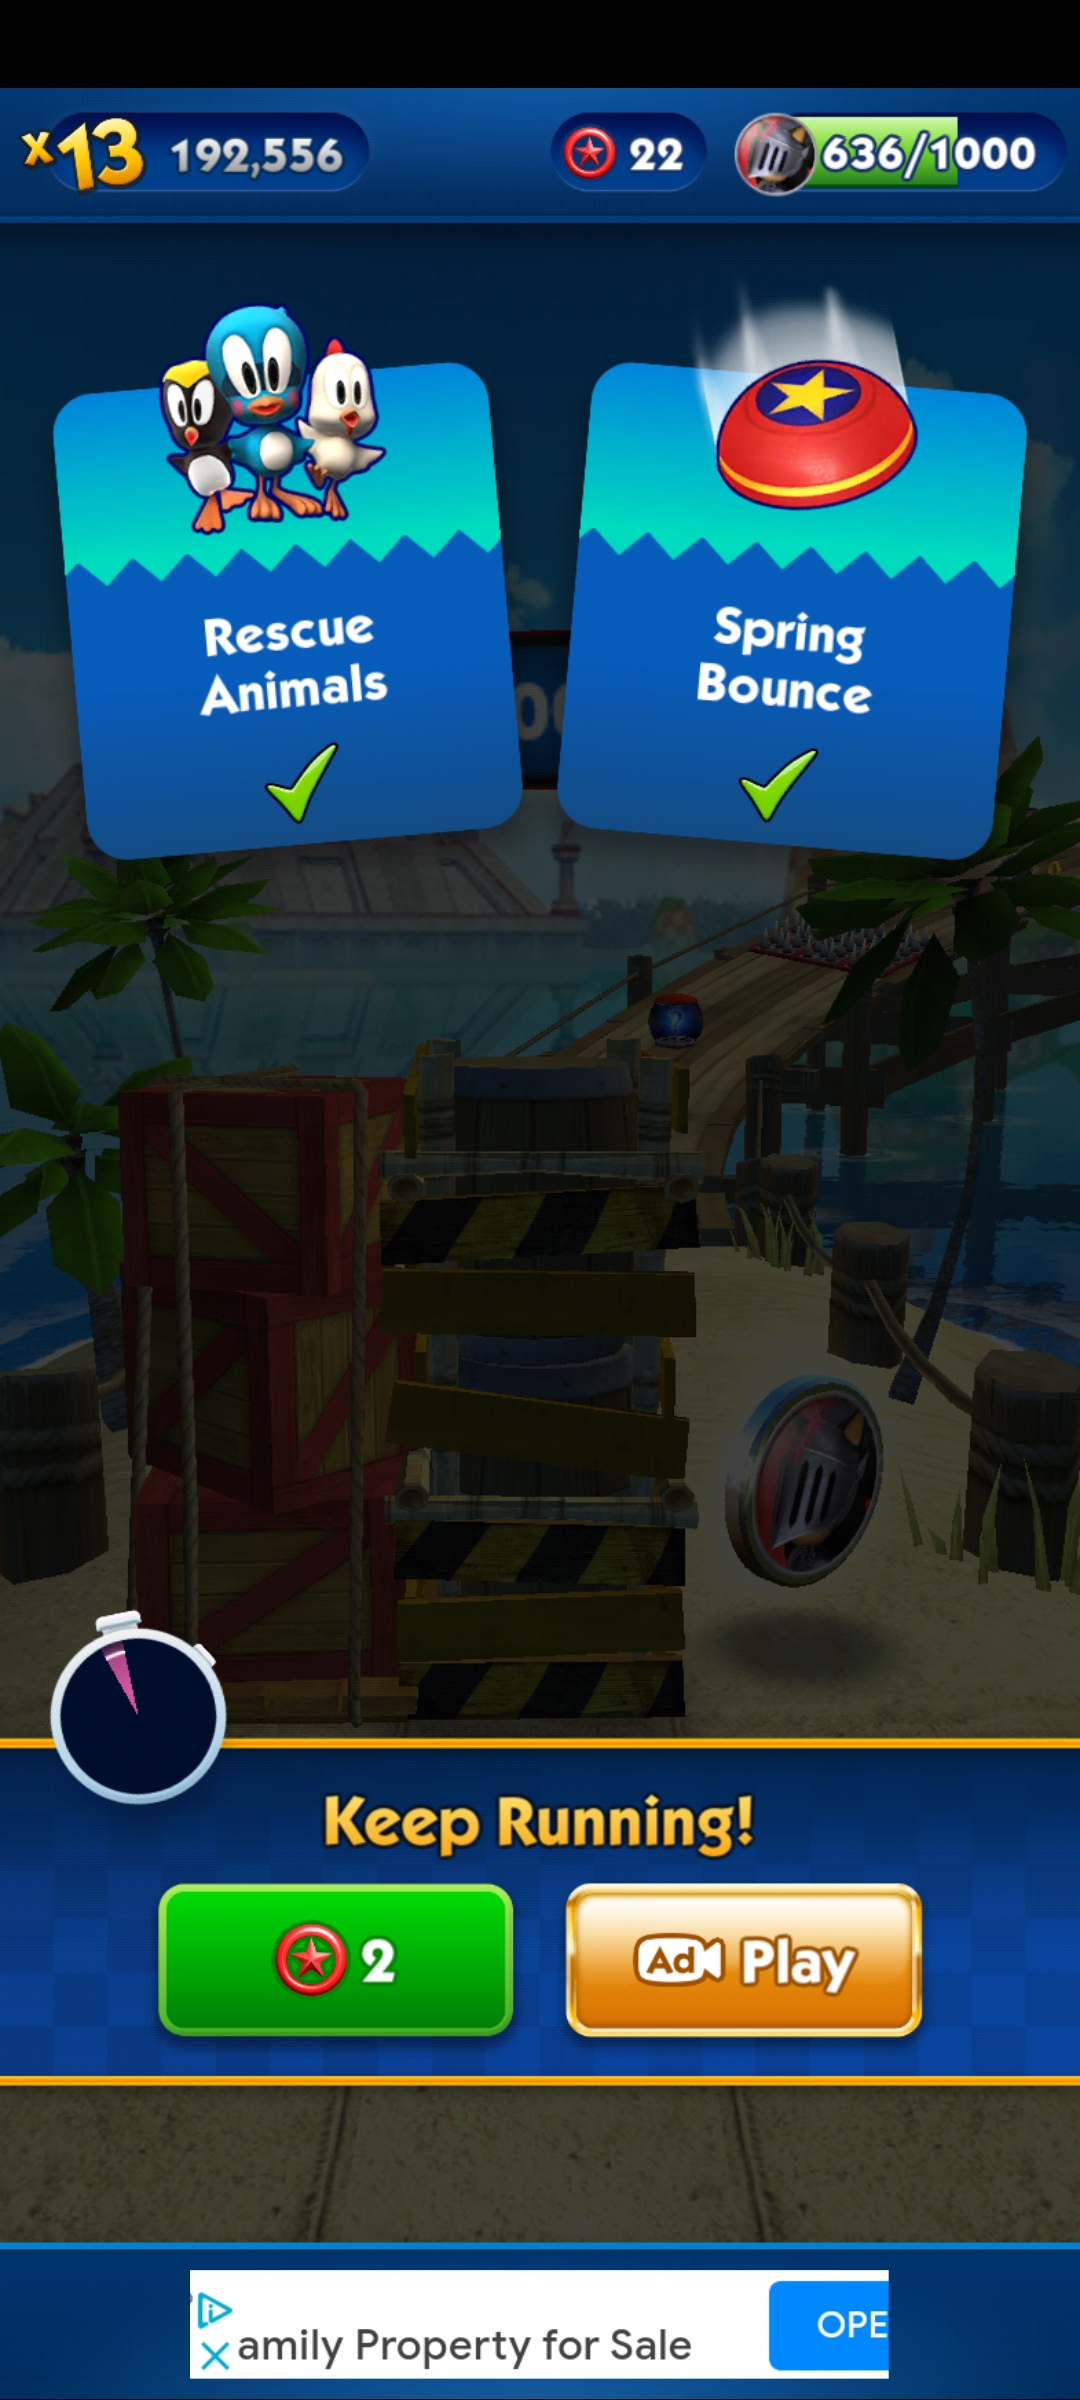 x13 192,556 22 636/1000
Rescue
Animals
Spring
Bounce
?
Keep Running!
2
Ad Play
amily Property for Sale
OPE